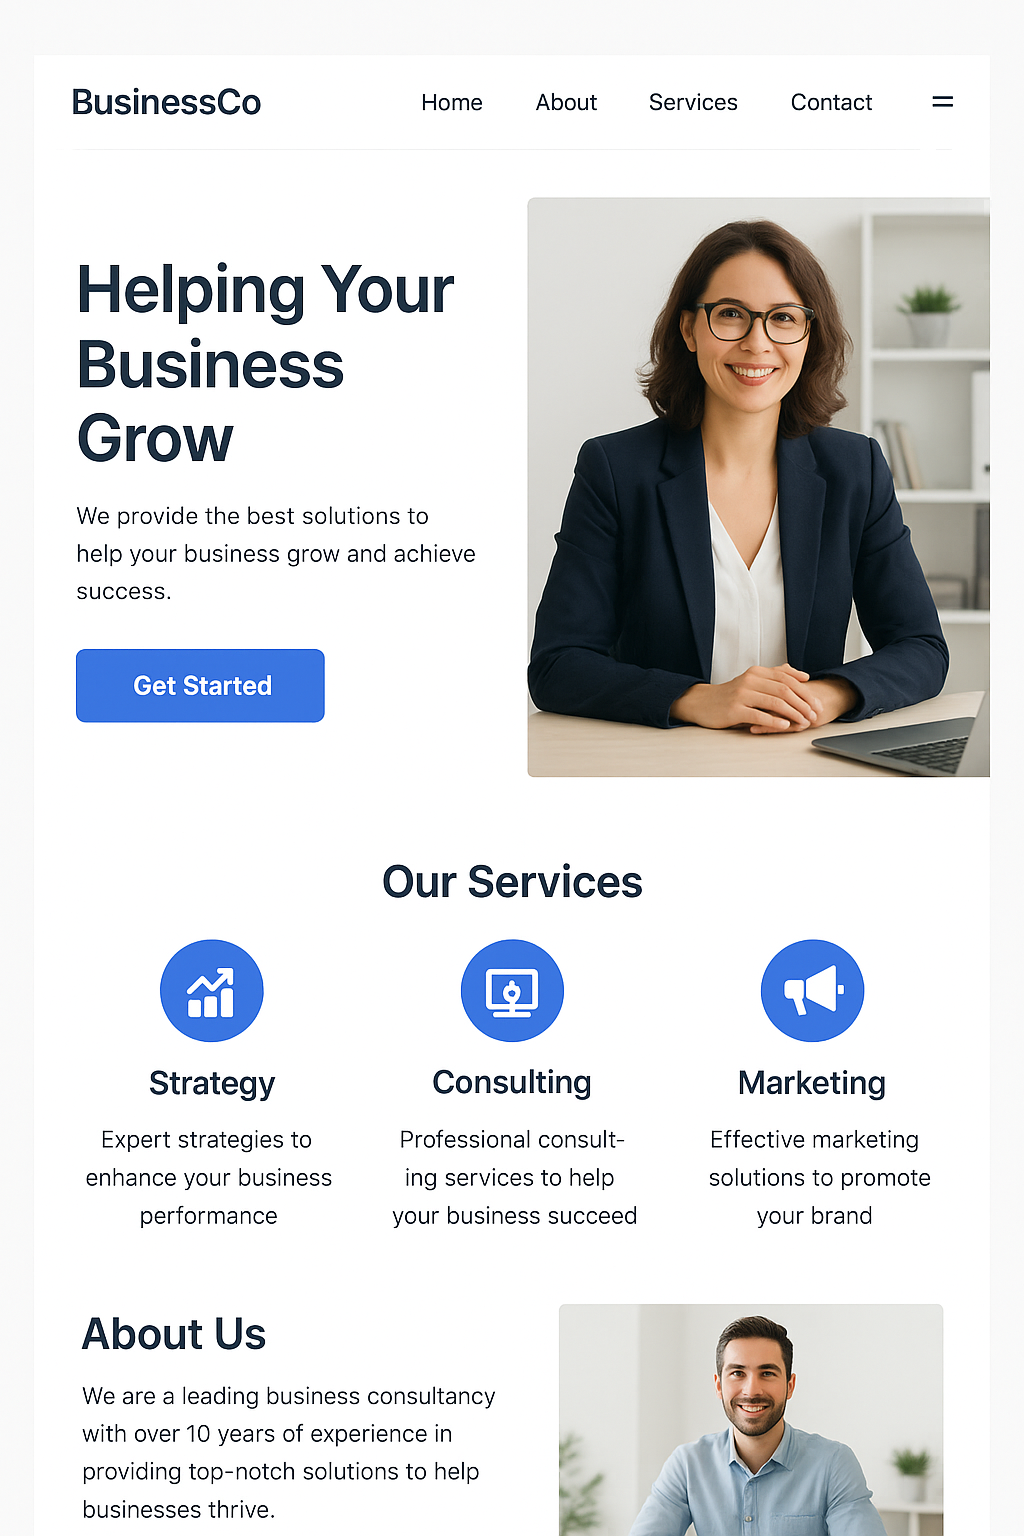 BusinessCo
Home About Services Contact
Helping Your
Business
Grow
We provide the best solutions to
help your business grow and achieve
success.
Get Started
Our Services
Strategy
Expert strategies to
enhance your business
performance
Consulting
Professional consult-
ing services to help
your business succeed
Marketing
Effective marketing
solutions to promote
your brand
About Us
We are a leading business consultancy
with over 10 years of experience in
providing top-notch solutions to help
businesses thrive.